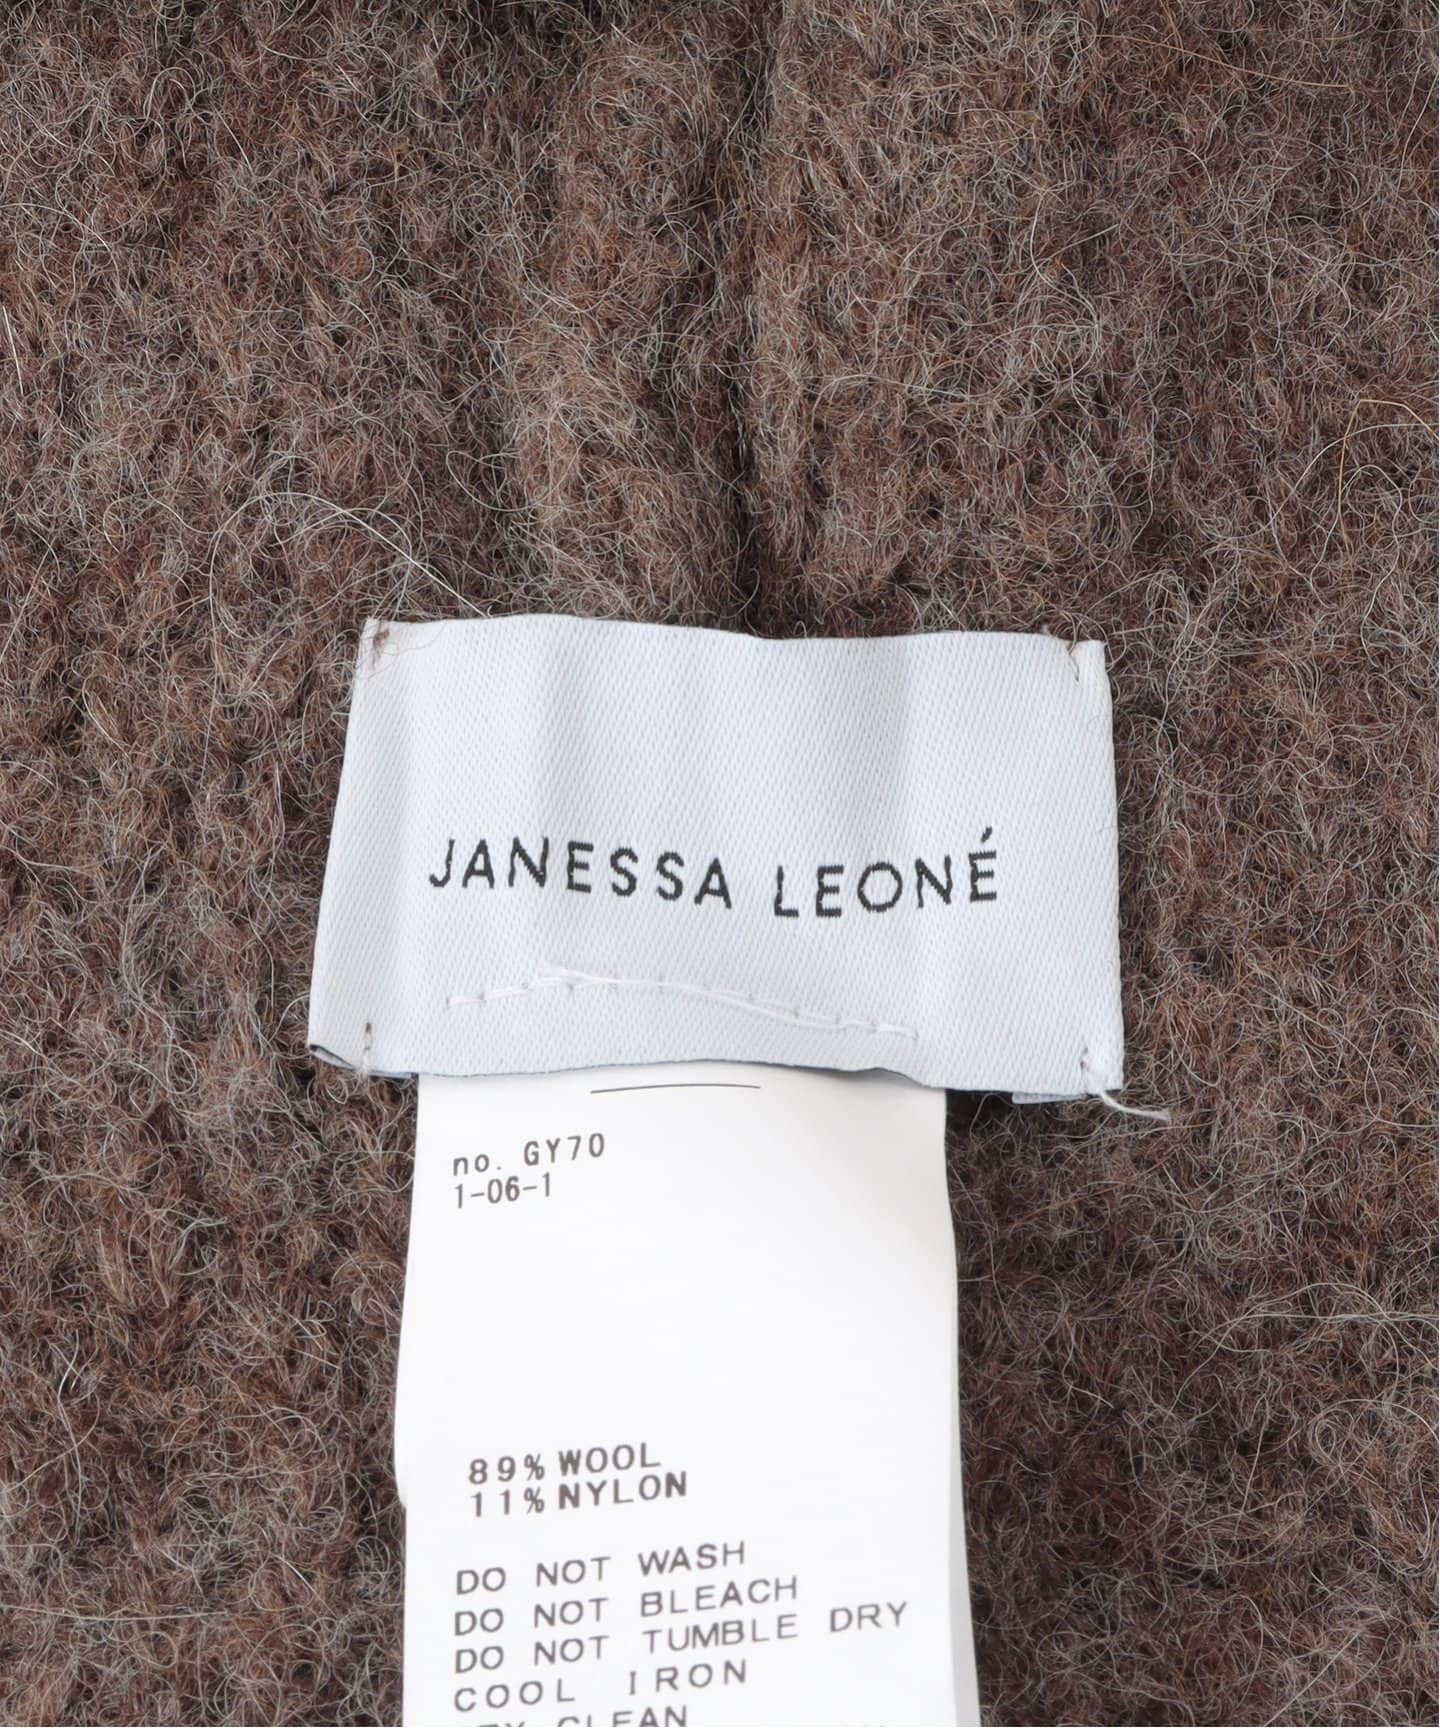 JANESSA LEONÉ
no. GY70
1-06-1
89% WOOL
11% NYLON
DO NOT WASH
DO NOT BLEACH
DO NOT TUMBLE DRY
COOL IRON
CLEAN